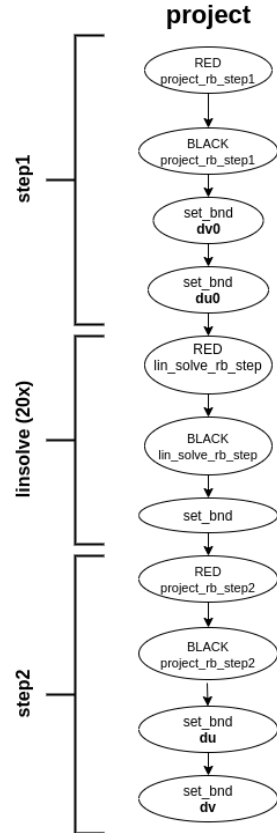 project
step1
RED
project_rb_step1
BLACK
project_rb_step1
set_bnd
dv0
set_bnd
du0
linsolve (20x)
RED
lin_solve_rb_step
BLACK
lin_solve_rb_step
set_bnd
step2
RED
project_rb_step2
BLACK
project_rb_step2
set_bnd
du
set_bnd
dv